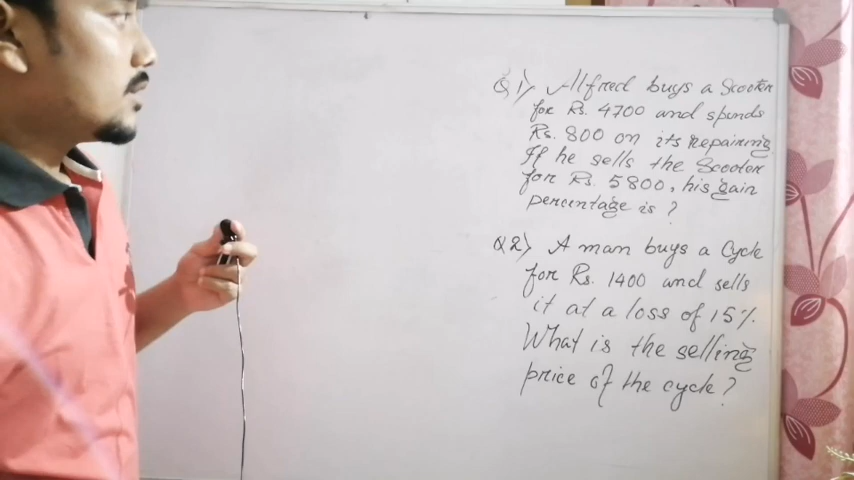 Q 1) Alfred buys a Scooter
for Rs. 4700 and spends
Rs. 800 on its repairing
If he sells the Scooter
for Rs. 5800, his gain
percentage is ?
Q 2) A man buys a Cycle
for Rs. 1400 and sells
it at a loss of 15%.
What is the selling
price of the cycle ?